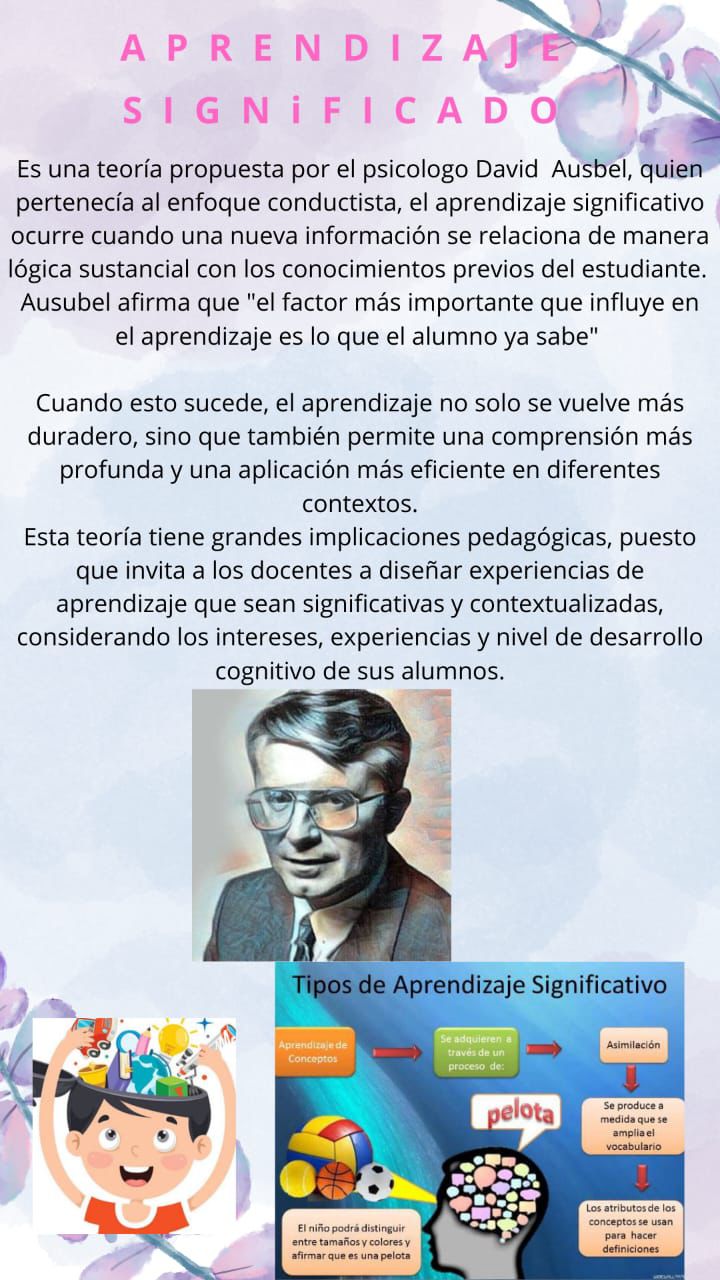 APRENDIZAJE
SIGNiFICADO
Es una teoría propuesta por el psicologo David Ausbel, quien
pertenecía al enfoque conductista, el aprendizaje significativo
ocurre cuando una nueva información se relaciona de manera
lógica sustancial con los conocimientos previos del estudiante.
Ausubel afirma que "el factor más importante que influye en
el aprendizaje es lo que el alumno ya sabe"
Cuando esto sucede, el aprendizaje no solo se vuelve más
duradero, sino que también permite una comprensión más
profunda y una aplicación más eficiente en diferentes
contextos.
Esta teoría tiene grandes implicaciones pedagógicas, puesto
que invita a los docentes a diseñar experiencias de
aprendizaje que sean significativas y contextualizadas,
considerando los intereses, experiencias y nivel de desarrollo
cognitivo de sus alumnos.
Tipos de Aprendizaje Significativo
Aprendizaje de
Conceptos
Se adquieren a
través de un
proceso de:
Asimilación
Se produce a
medida que se
amplia el
vocabulario
Los atributos de los
conceptos se usan
para hacer
definiciones
pelota
El niño podrá distinguir
entre tamaños y colores y
afirmar que es una pelota